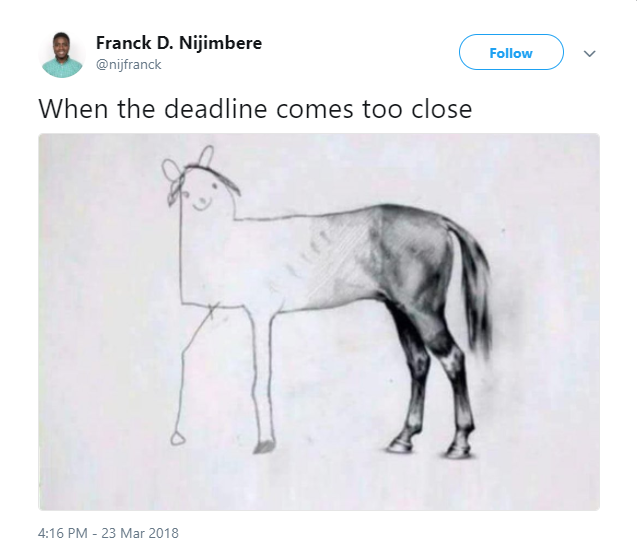 Franck D. Nijimbere
@nijfranck
Follow
When the deadline comes too close
4:16 PM - 23 Mar 2018